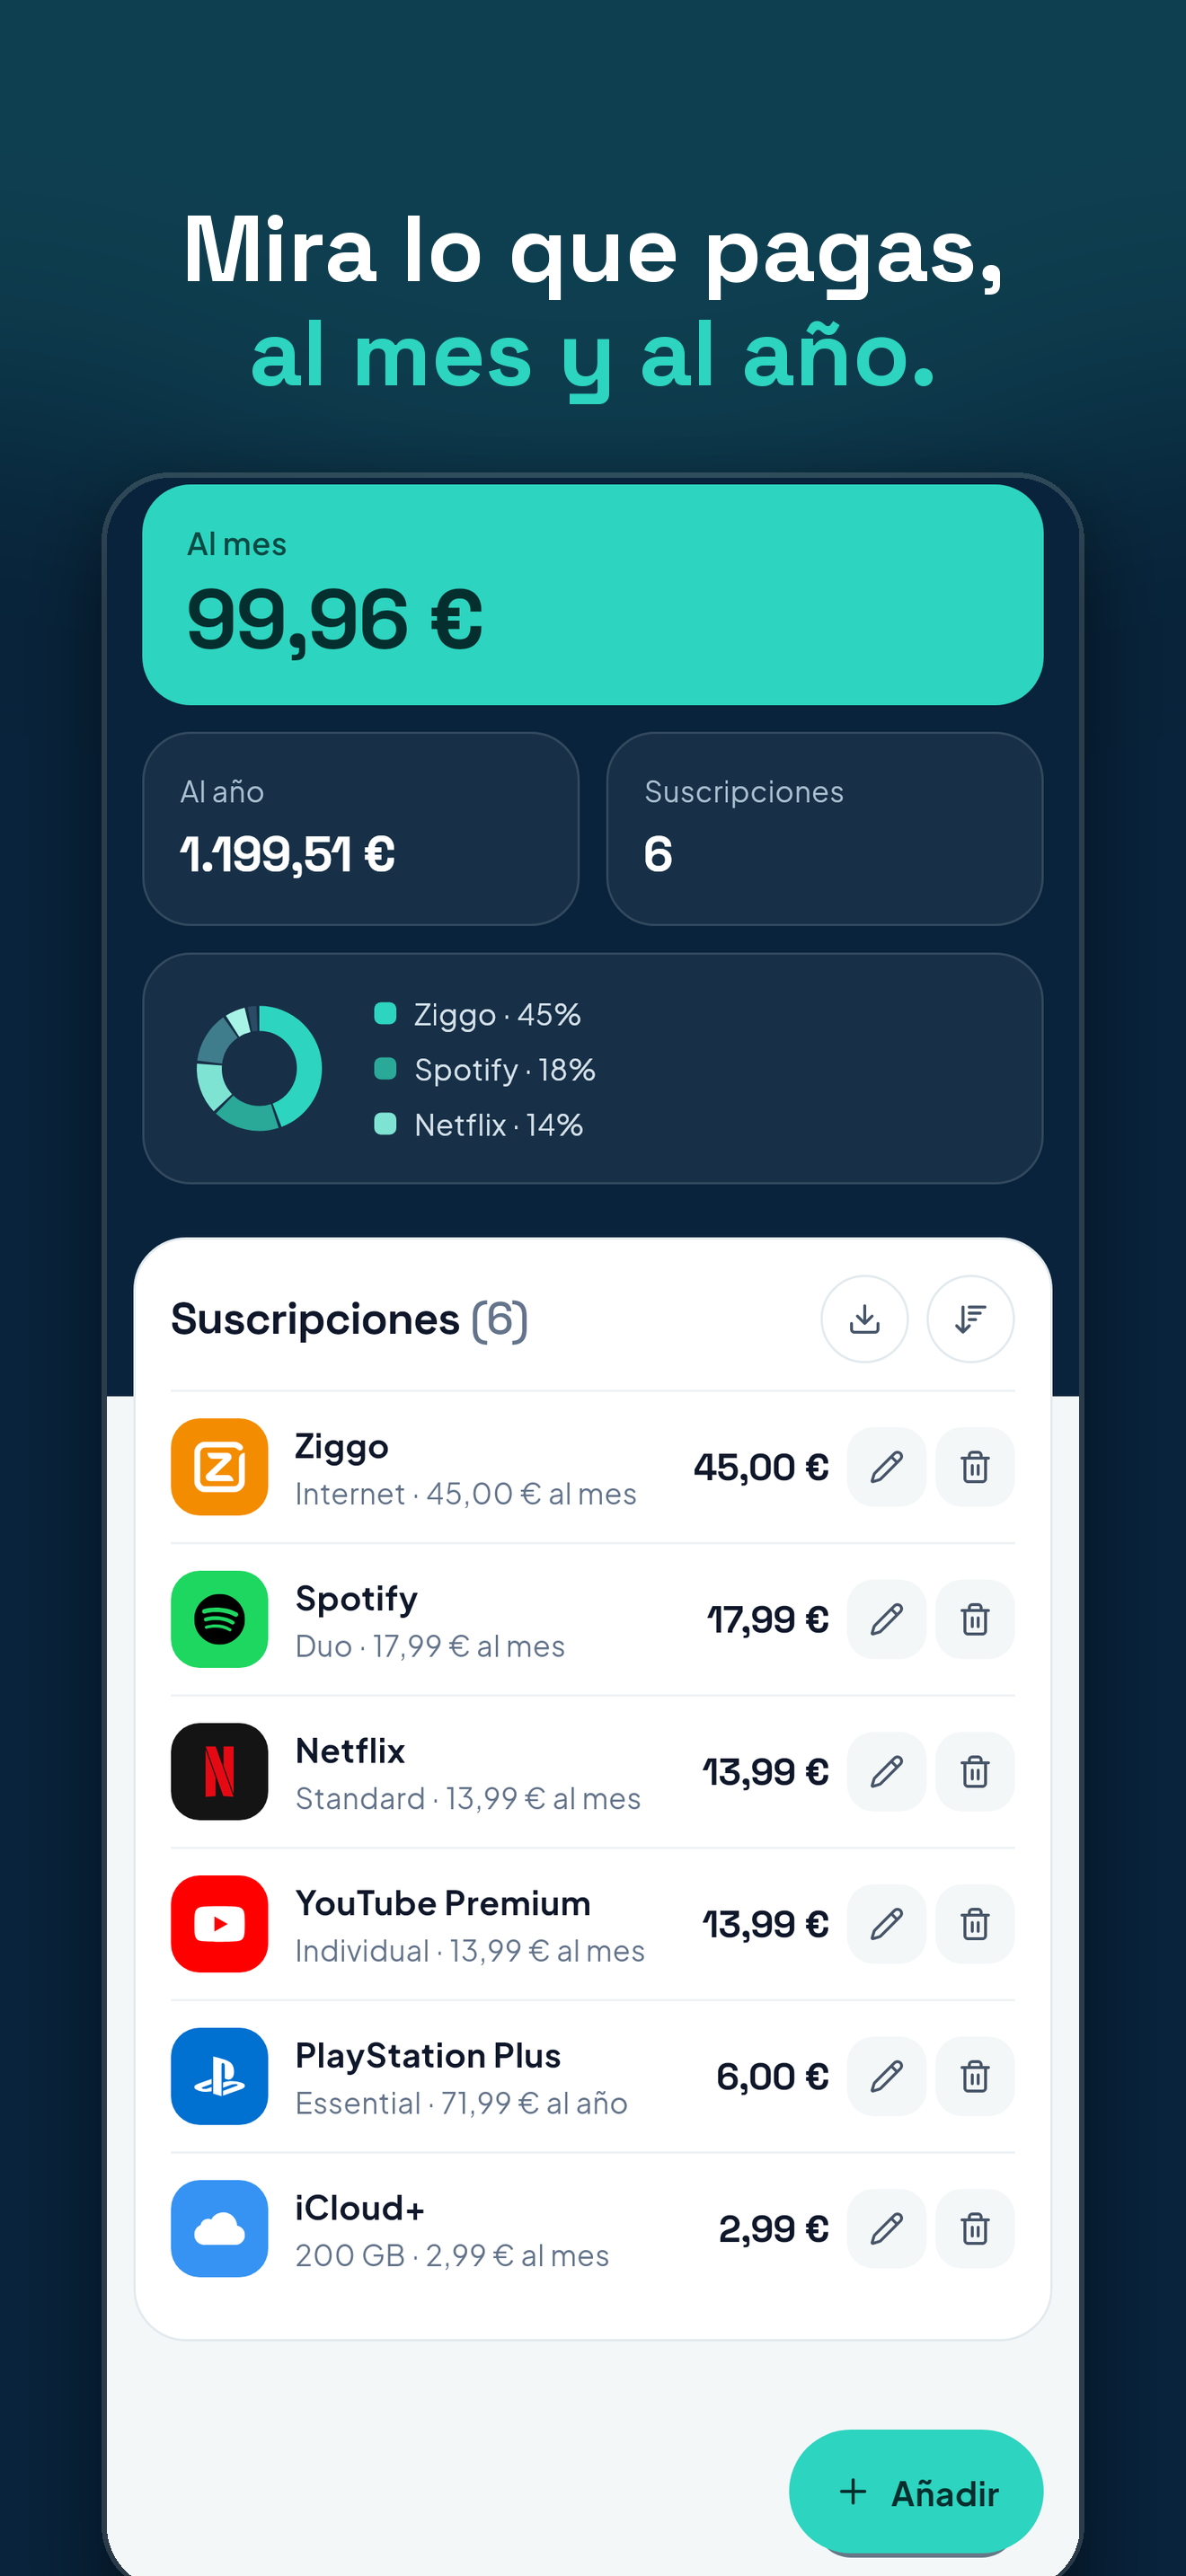 Mira lo que pagas,
al mes y al año.
Al mes
99,96 €
Al año
1.199,51 €
Suscripciones
6
Ziggo · 45%
Spotify · 18%
Netflix · 14%
Suscripciones (6)
Ziggo
Internet · 45,00 € al mes
45,00 €
Spotify
Duo · 17,99 € al mes
17,99 €
Netflix
Standard · 13,99 € al mes
13,99 €
YouTube Premium
Individual · 13,99 € al mes
13,99 €
PlayStation Plus
Essential · 71,99 € al año
6,00 €
iCloud+
200 GB · 2,99 € al mes
2,99 €
+ Añadir